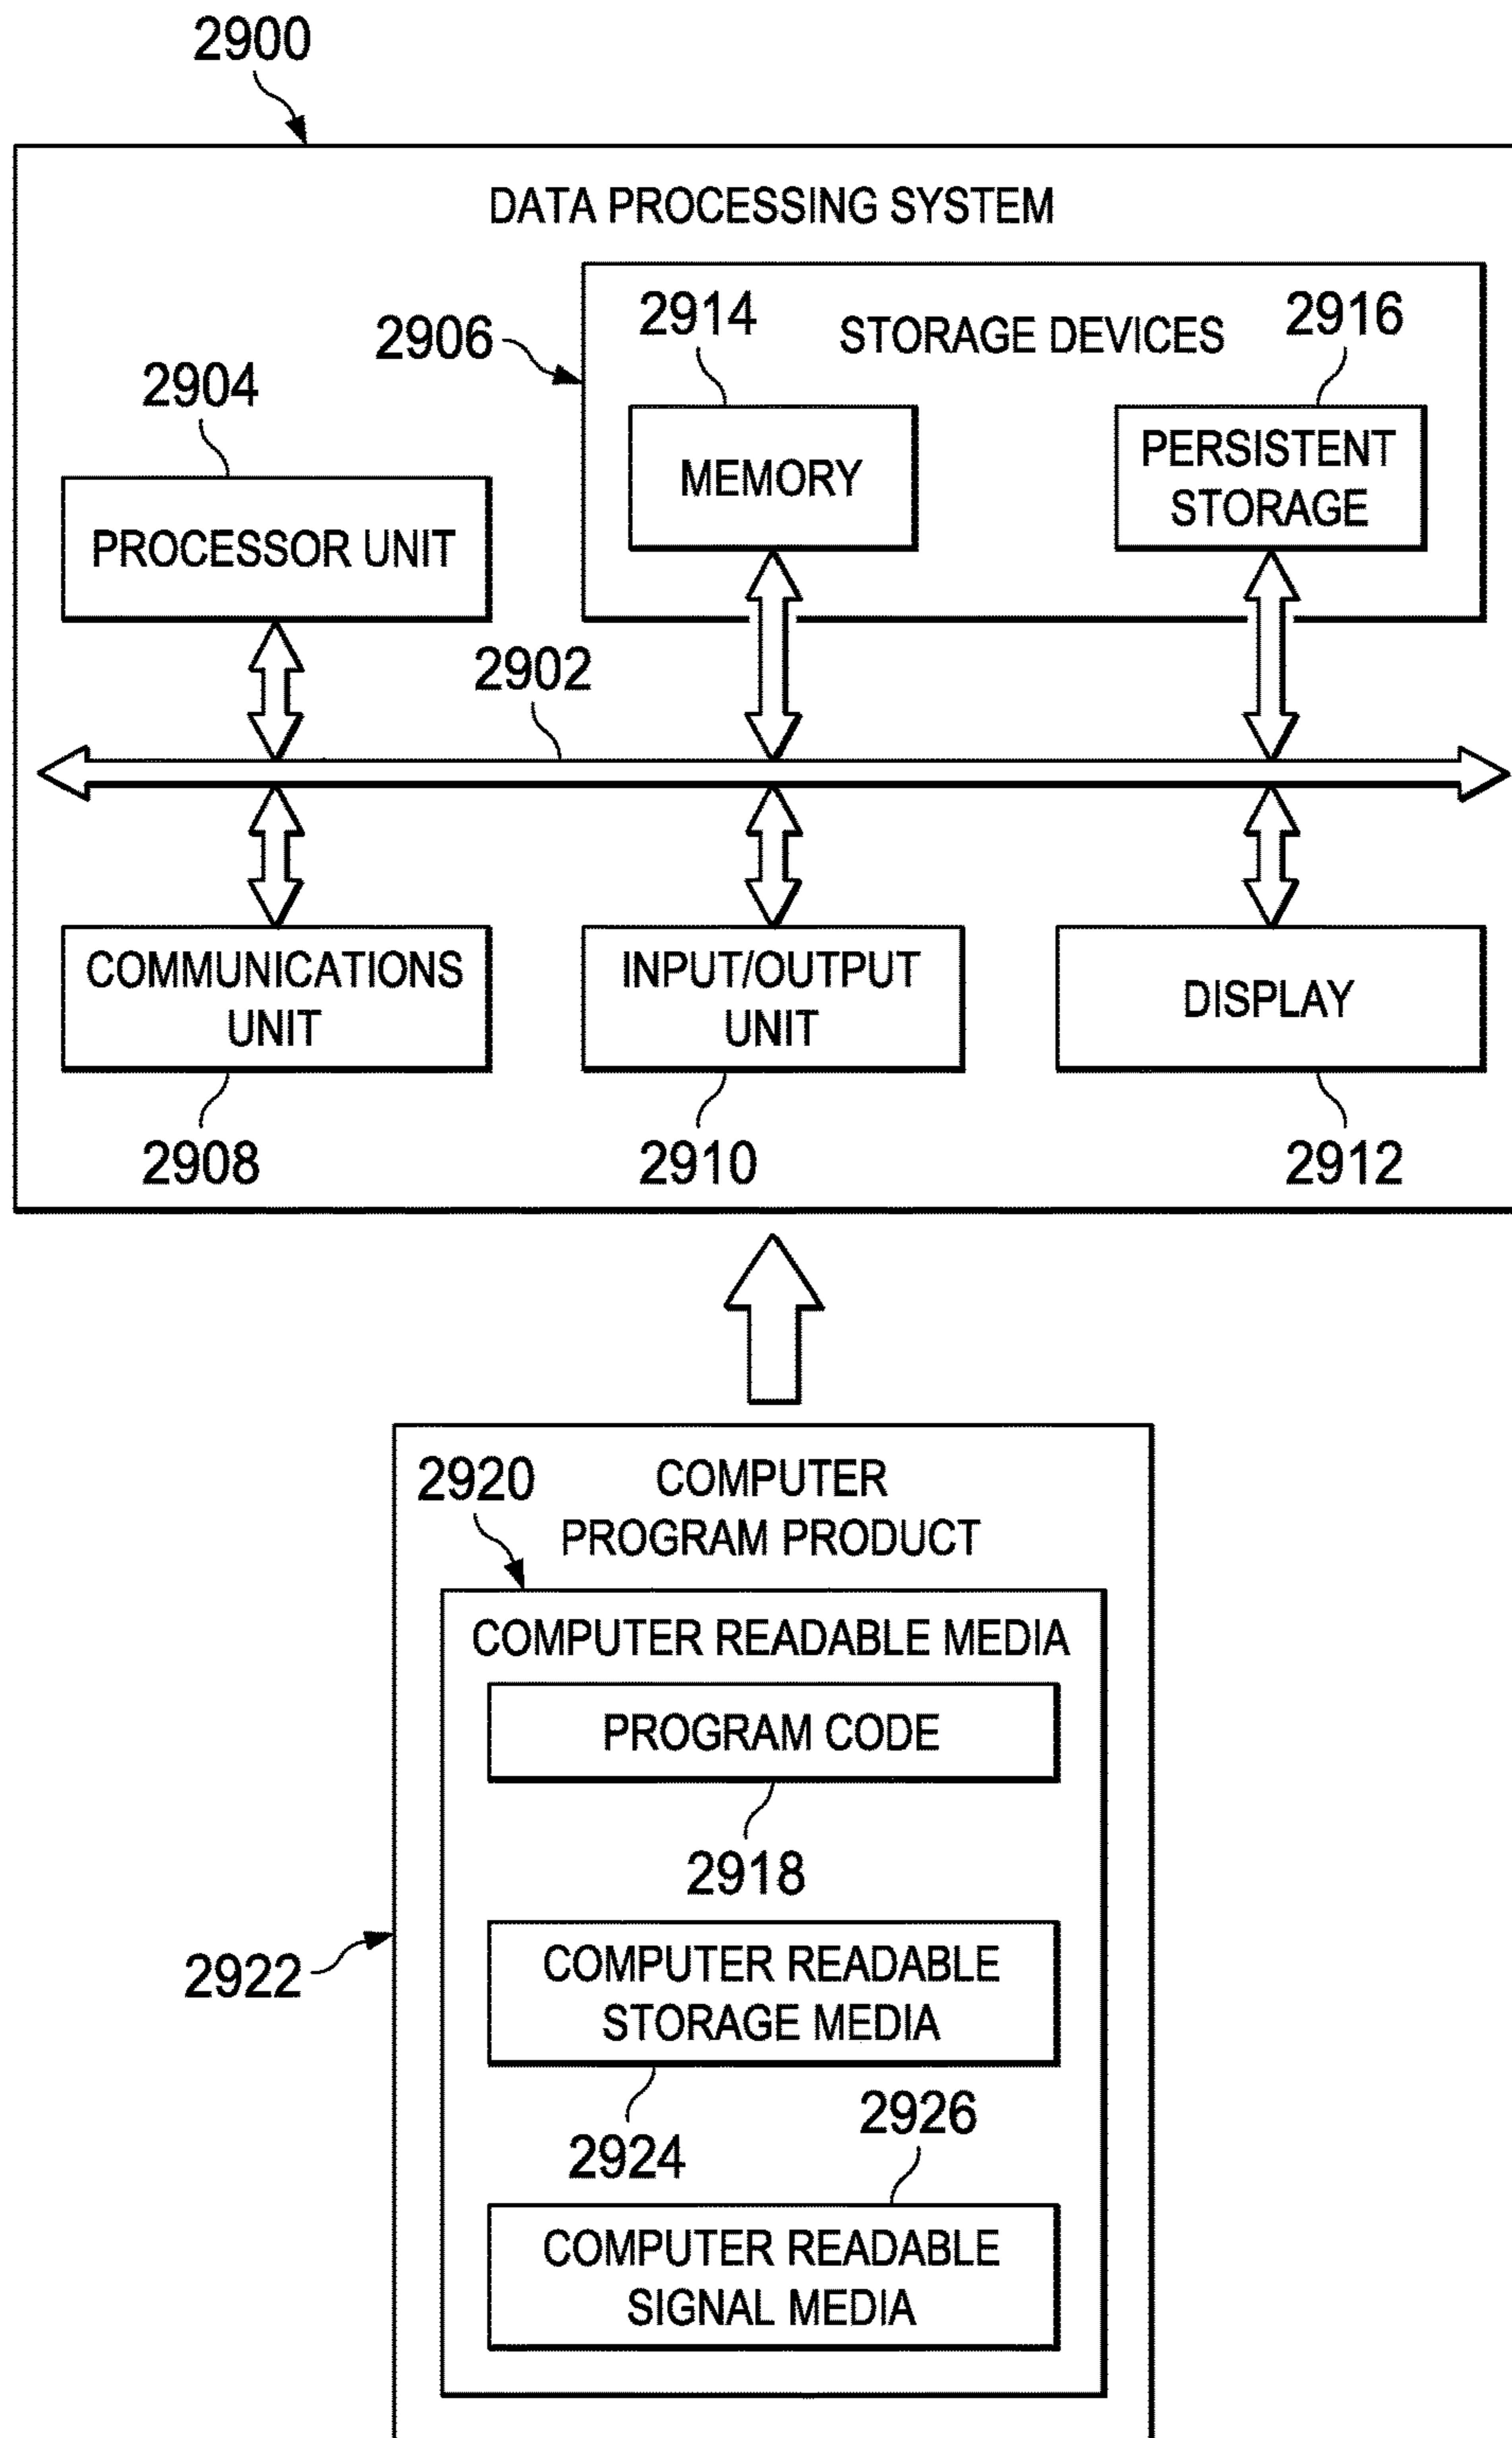 2900
DATA PROCESSING SYSTEM
2906
2914
STORAGE DEVICES
2916
2904
MEMORY
PERSISTENT
STORAGE
PROCESSOR UNIT
2902
COMMUNICATIONS
UNIT
INPUT/OUTPUT
UNIT
DISPLAY
2908
2910
2912
2920
COMPUTER
PROGRAM PRODUCT
COMPUTER READABLE MEDIA
PROGRAM CODE
2918
2922
COMPUTER READABLE
STORAGE MEDIA
2924
2926
COMPUTER READABLE
SIGNAL MEDIA